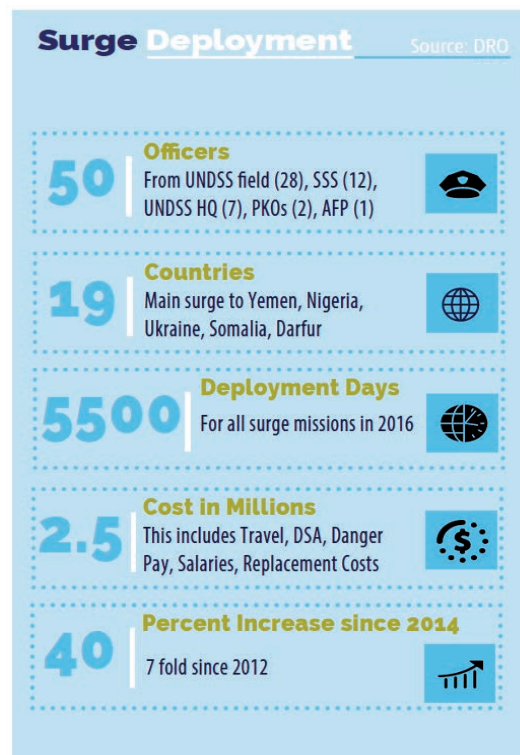 Surge Deployment
Source: DRO
50
Officers
From UNDSS field (28), SSS (12),
UNDSS HQ (7), PKOs (2), AFP (1)
19
Countries
Main surge to Yemen, Nigeria,
Ukraine, Somalia, Darfur
5500
Deployment Days
For all surge missions in 2016
2.5
Cost in Millions
This includes Travel, DSA, Danger
Pay, Salaries, Replacement Costs
40
Percent Increase since 2014
7 fold since 2012